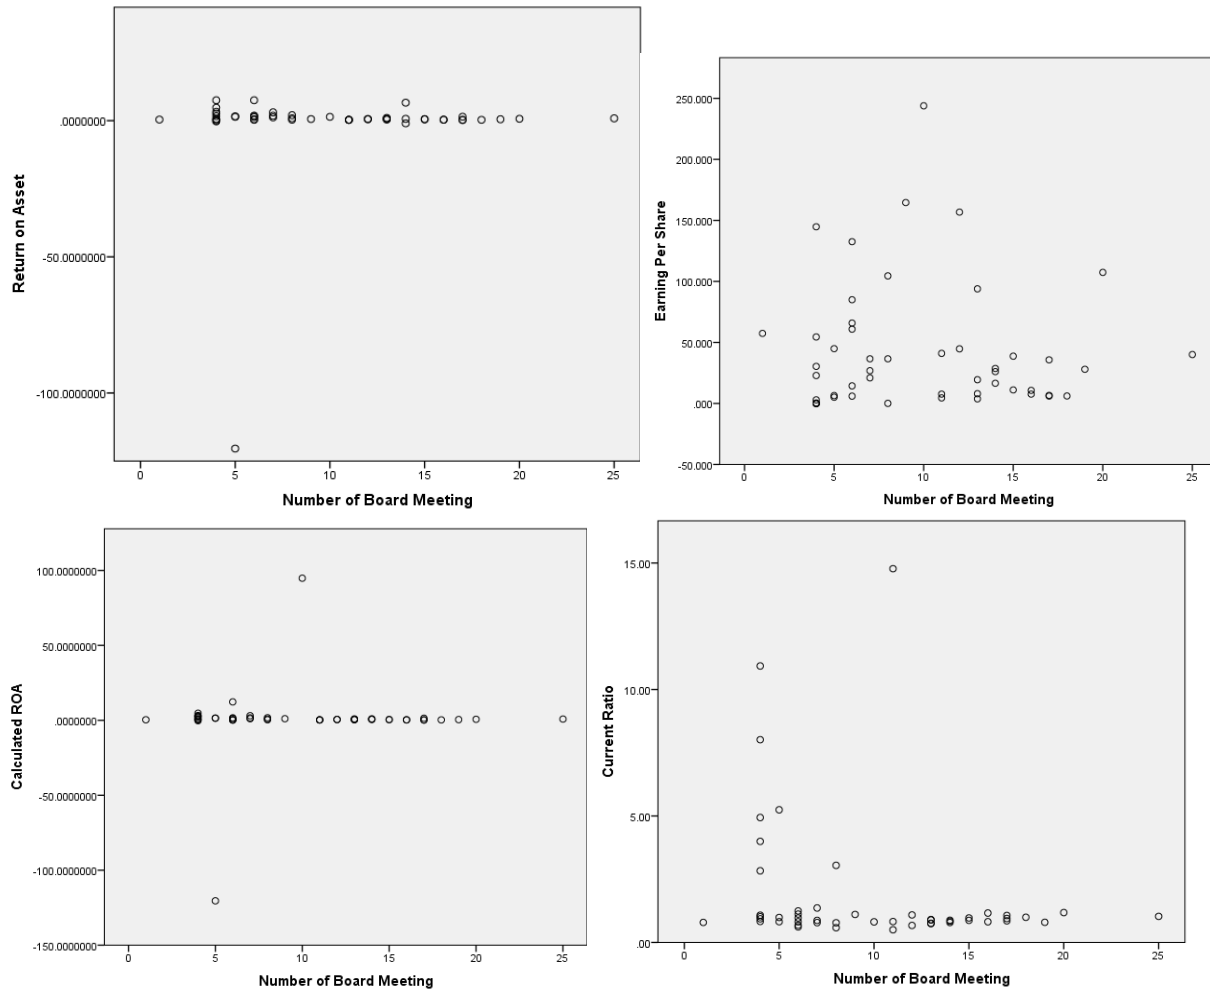 Return on Asset
.0000000
-50.0000000
-100.0000000
0 5 10 15 20 25
Number of Board Meeting
Earning Per Share
250.000
200.000
150.000
100.000
50.000
.000
-50.000
0 5 10 15 20 25
Number of Board Meeting
Calculated ROA
100.0000000
50.0000000
.0000000
-50.0000000
-100.0000000
-150.0000000
0 5 10 15 20 25
Number of Board Meeting
Current Ratio
15.00
10.00
5.00
.00
0 5 10 15 20 25
Number of Board Meeting